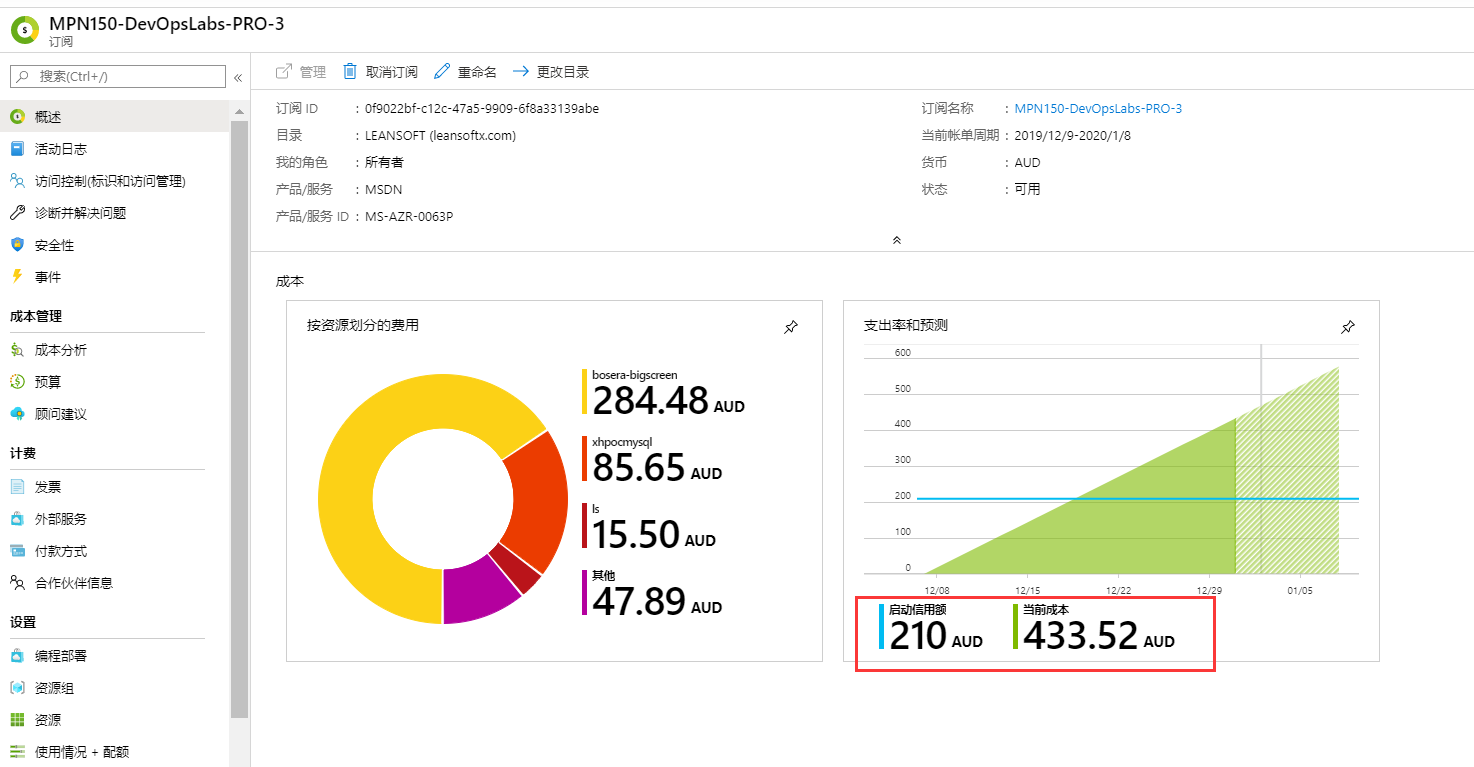 MPN150-DevOpsLabs-PRO-3
订阅
搜索(Ctrl+/)
«
概述
活动日志
访问控制(标识和访问管理)
诊断并解决问题
安全性
事件
成本管理
成本分析
预算
顾问建议
计费
发票
外部服务
付款方式
合作伙伴信息
设置
编程部署
资源组
资源
使用情况 + 配额
管理 取消订阅 重命名 更改目录
订阅 ID : 0f9022bf-c12c-47a5-9909-6f8a33139abe
目录 : LEANSOFT (leansoftx.com)
我的角色 : 所有者
产品/服务 : MSDN
产品/服务 ID : MS-AZR-0063P
订阅名称 : MPN150-DevOpsLabs-PRO-3
当前帐单周期 : 2019/12/9-2020/1/8
货币 : AUD
状态 : 可用
成本
按资源划分的费用
bosera-bigscreen
284.48 AUD
xhpocmysql
85.65 AUD
ls
15.50 AUD
其他
47.89 AUD
支出率和预测
600
500
400
300
200
100
0
12/08 12/15 12/22 12/29 01/05
启动信用额
210 AUD
当前成本
433.52 AUD